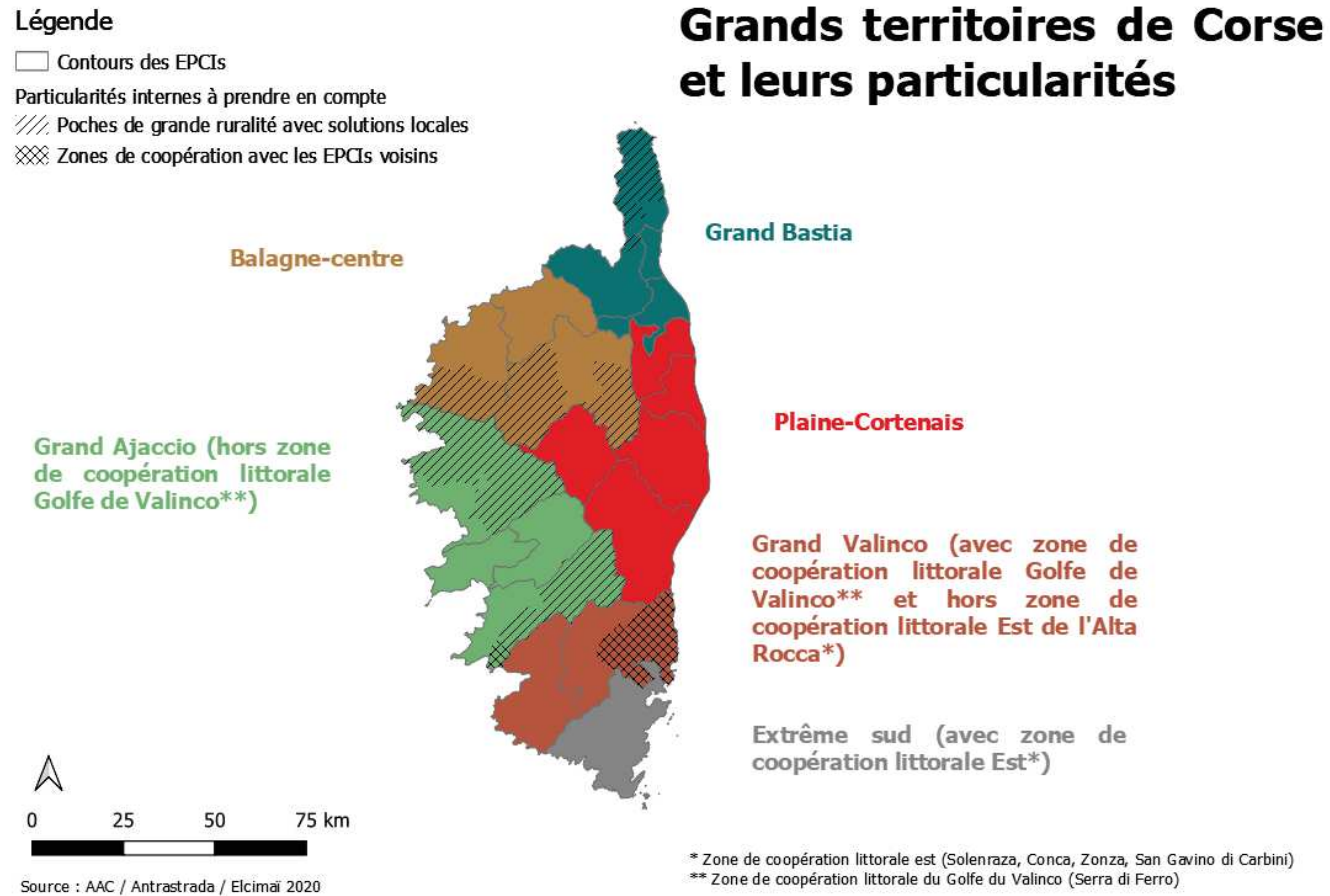 Légende
Contours des EPCIs
Particularités internes à prendre en compte
Poches de grande ruralité avec solutions locales
Zones de coopération avec les EPCIs voisins
Grands territoires de Corse
et leurs particularités
Grand Bastia
Balagne-centre
Plaine-Cortenais
Grand Ajaccio (hors zone
de coopération littorale
Golfe de Valinco**)
Grand Valinco (avec zone de
coopération littorale Golfe de
Valinco** et hors zone de
coopération littorale Est de l'Alta
Rocca*)
Extrême sud (avec zone de
coopération littorale Est*)
0 25 50 75 km
Source : AAC / Antrastrada / Elcimaï 2020
* Zone de coopération littorale est (Solenraza, Conca, Zonza, San Gavino di Carbini)
** Zone de coopération littorale du Golfe du Valinco (Serra di Ferro)